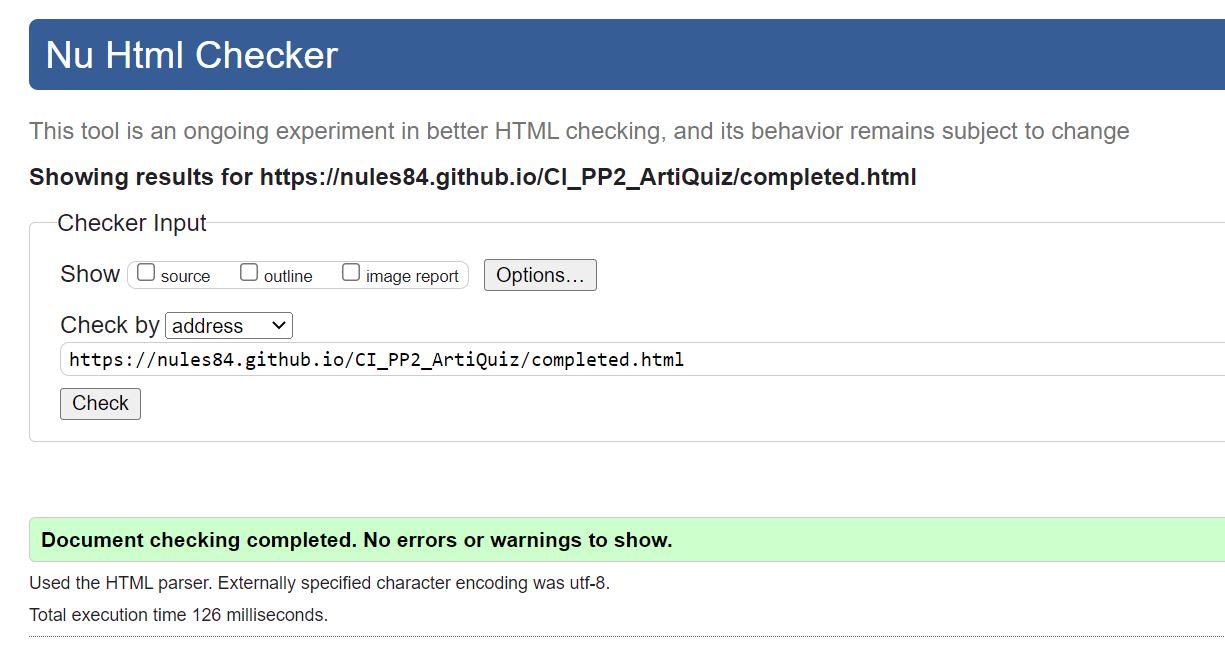 Nu Html Checker
This tool is an ongoing experiment in better HTML checking, and its behavior remains subject to change
Showing results for https://nules84.github.io/CI_PP2_ArtiQuiz/completed.html
Checker Input
Show source outline image report Options…
Check by address
https://nules84.github.io/CI_PP2_ArtiQuiz/completed.html
Check
Document checking completed. No errors or warnings to show.
Used the HTML parser. Externally specified character encoding was utf-8.
Total execution time 126 milliseconds.